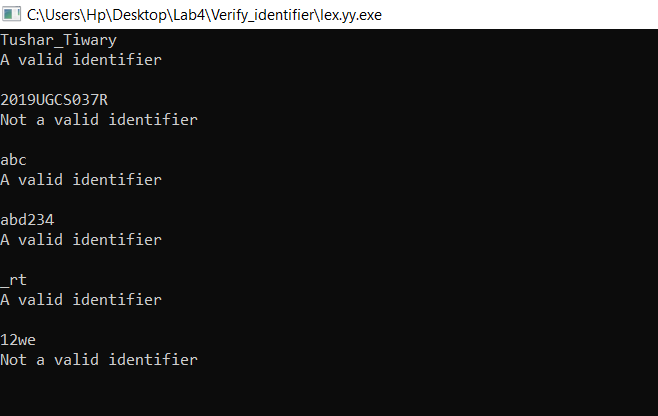 C:\Users\Hp\Desktop\Lab4\Verify_identifier\lex.yy.exe
Tushar_Tiwary
A valid identifier
2019UGCS037R
Not a valid identifier
abc
A valid identifier
abd234
A valid identifier
_rt
A valid identifier
12we
Not a valid identifier